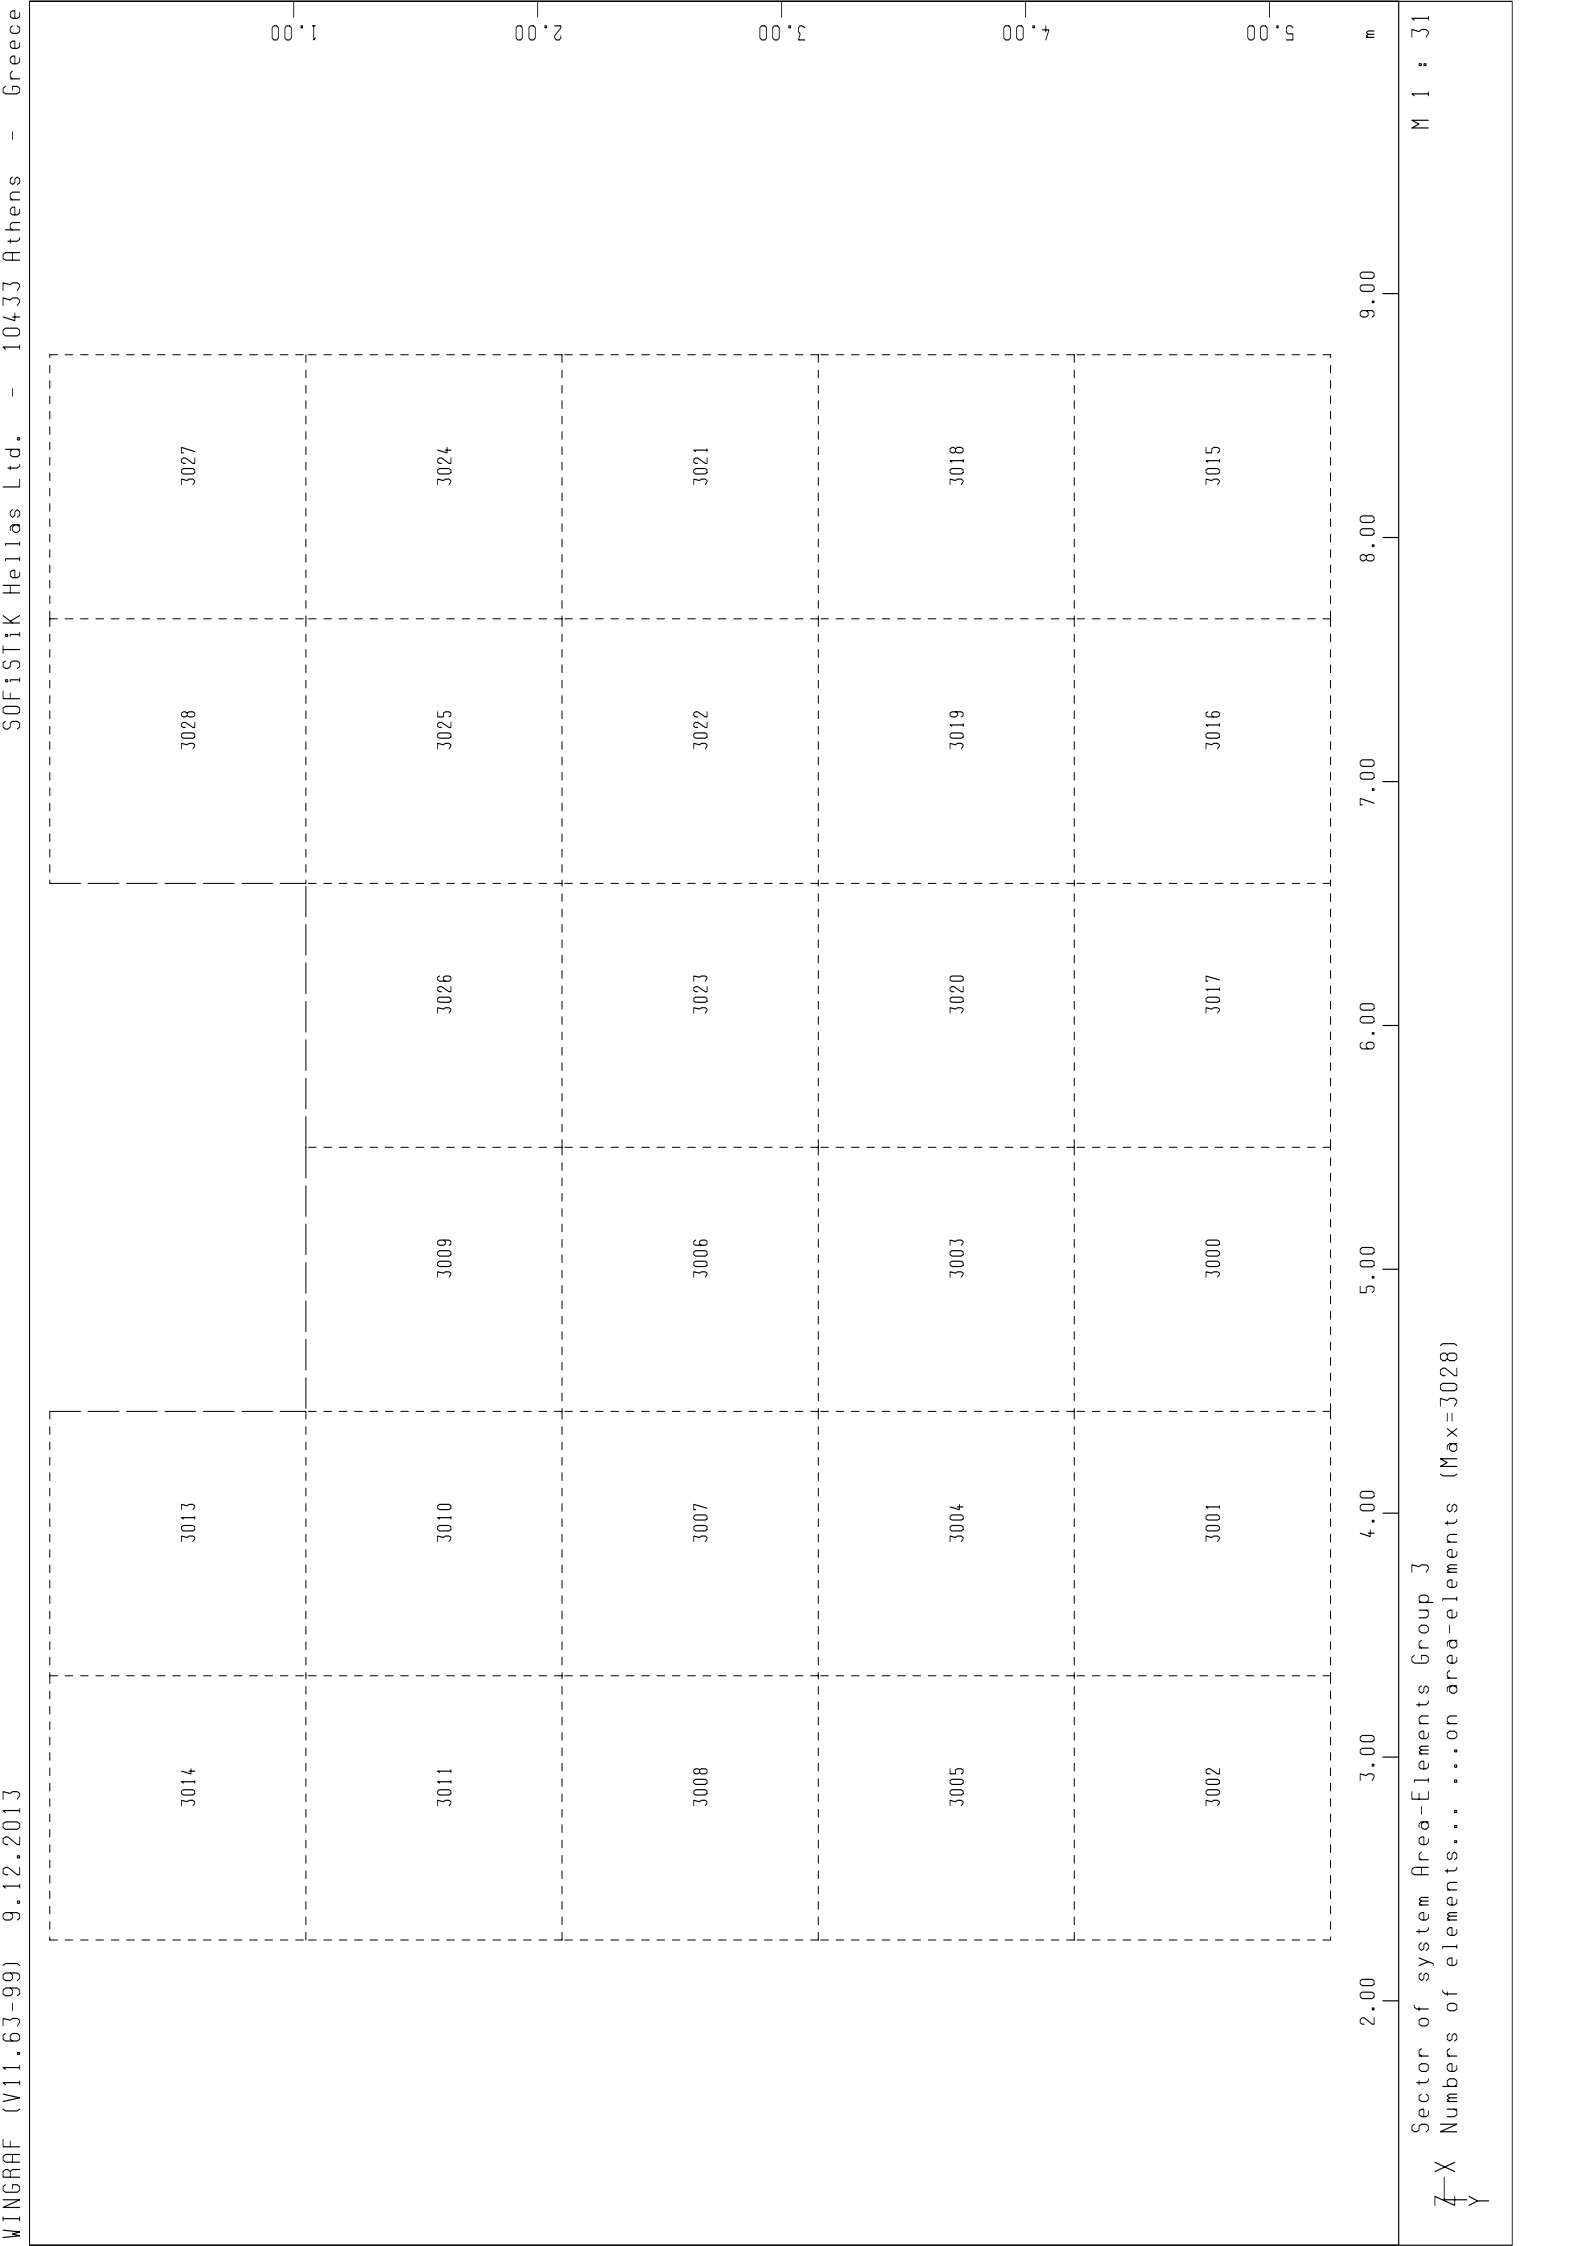 WINGRAF (V11.63-99) 9.12.2013 SOFiSTiK Hellas Ltd. - 10433 Athens - Greece
3014 3013 3028 3027
1.00
3011 3010 3009 3026 3025 3024
2.00
3008 3007 3006 3023 3022 3021
3.00
3005 3004 3003 3020 3019 3018
4.00
3002 3001 3000 3017 3016 3015
5.00
2.00 3.00 4.00 5.00 6.00 7.00 8.00 9.00 m
Sector of system Area-Elements Group 3 M 1 : 31
Z X Numbers of elements... ...on area-elements (Max=3028)
Y